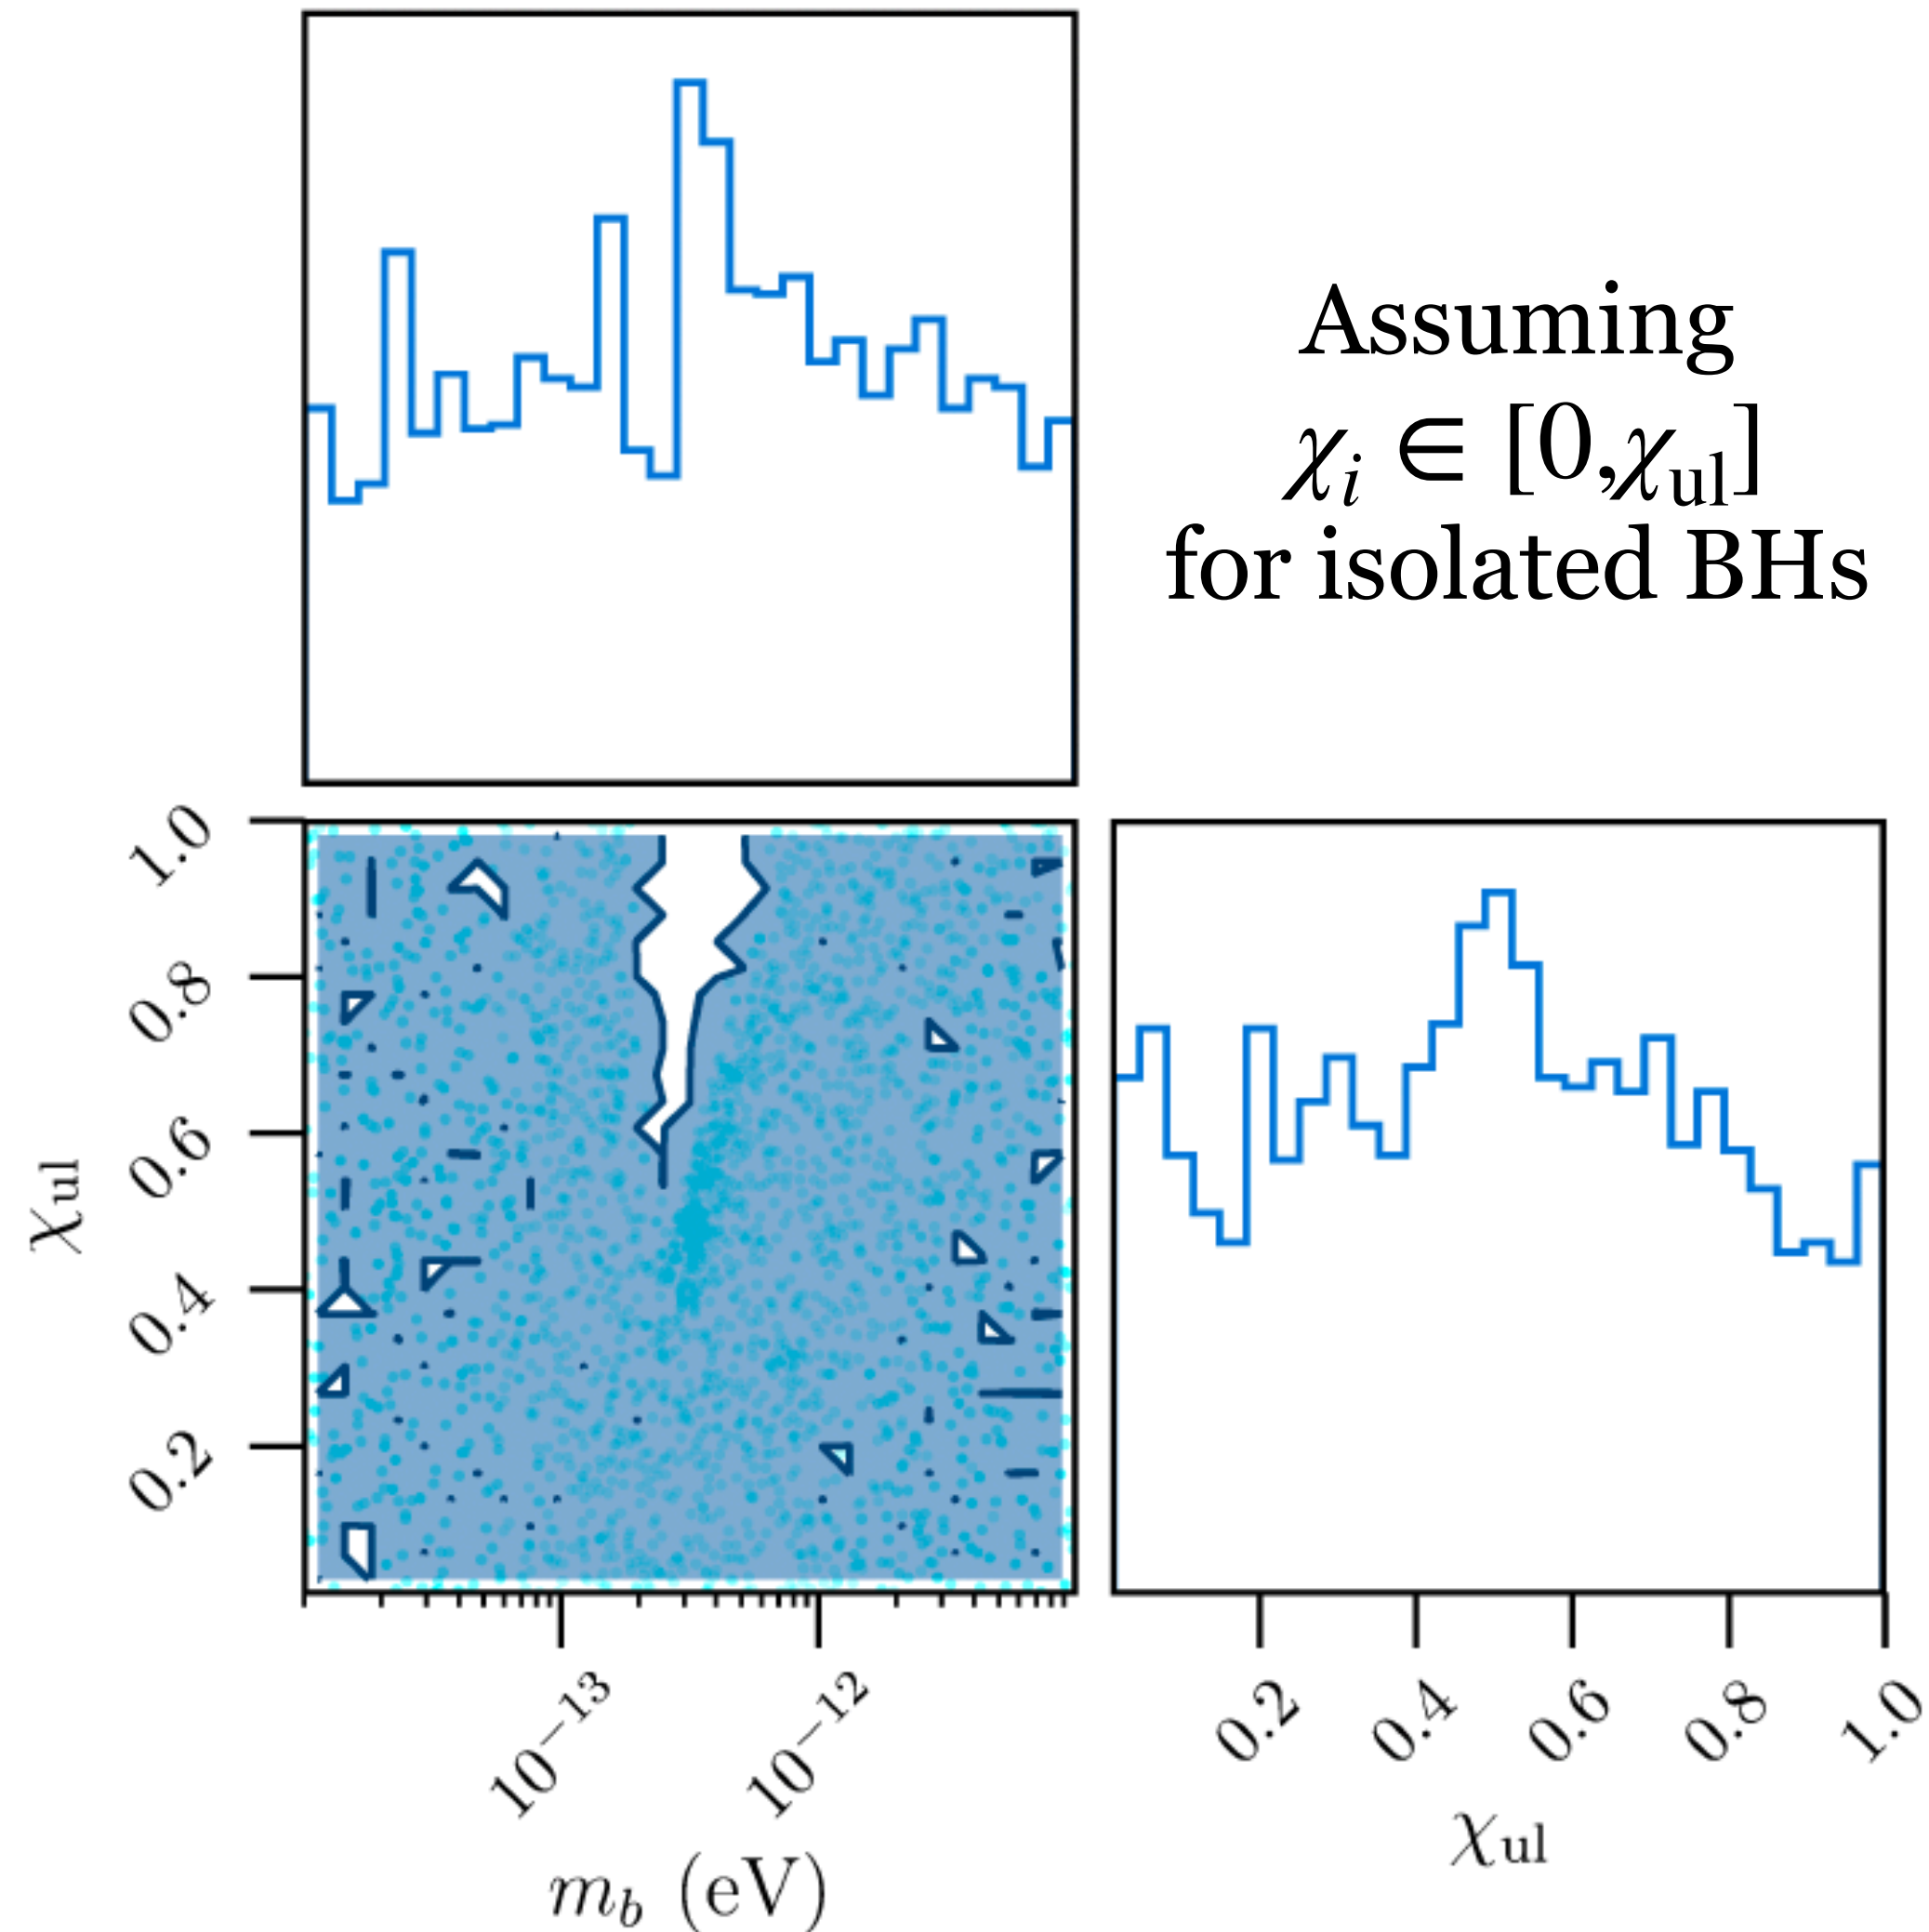 Assuming
χi ∈ [0,χul]
for isolated BHs
1.0
0.8
0.6
0.4
0.2
χul
10−13
10−12
mb (eV)
0.2
0.4
0.6
0.8
1.0
χul